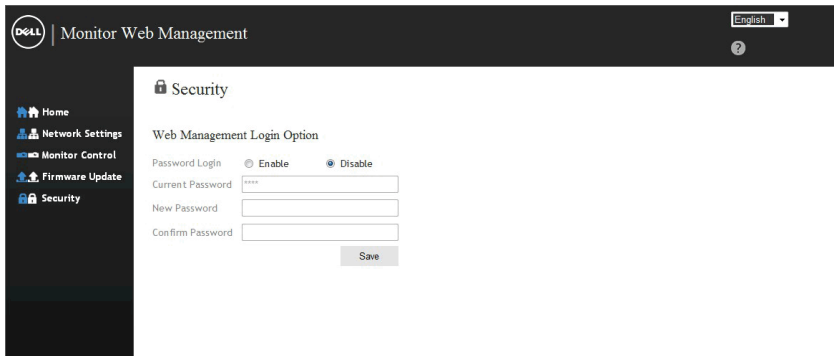 DELL | Monitor Web Management
English
?
Home
Network Settings
Monitor Control
Firmware Update
Security
Security
Web Management Login Option
Password Login Enable Disable
Current Password ****
New Password
Confirm Password
Save